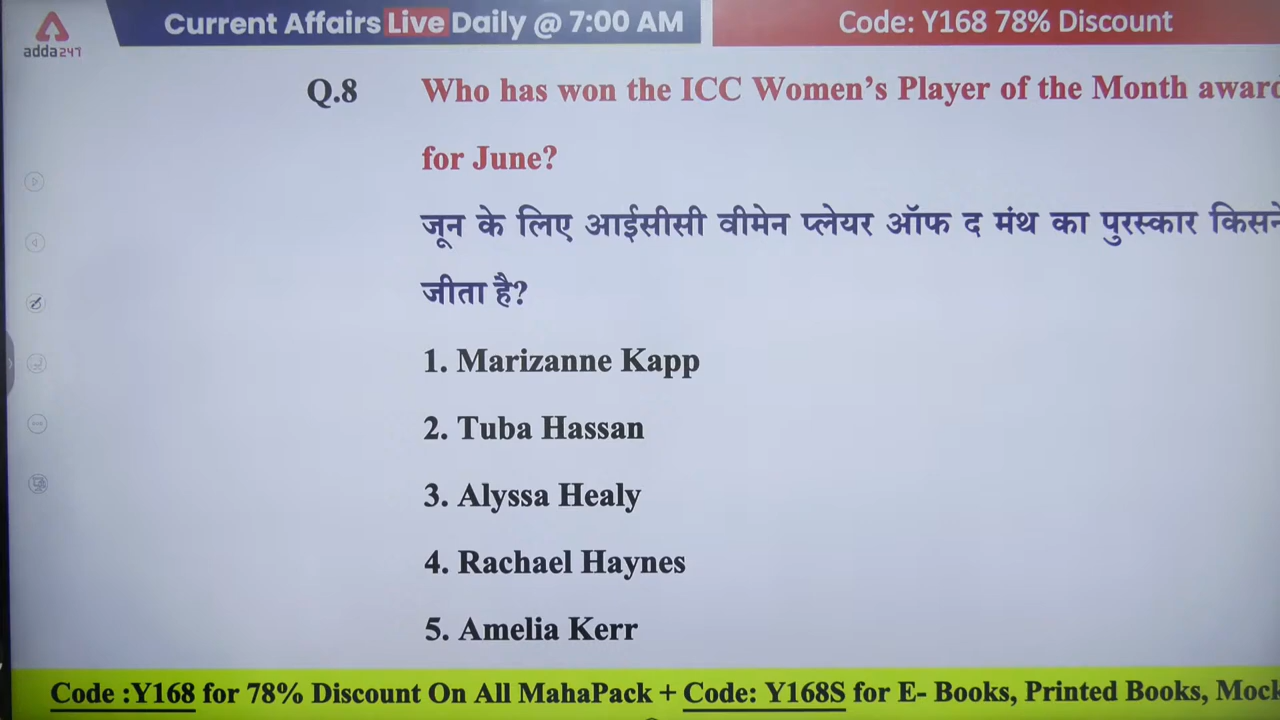 Current Affairs Live Daily @ 7:00 AM
Code: Y168 78% Discount
adda247
Q.8 Who has won the ICC Women's Player of the Month award
for June?
जून के लिए आईसीसी वीमेन प्लेयर ऑफ द मंथ का पुरस्कार किसने
जीता है?
1. Marizanne Kapp
2. Tuba Hassan
3. Alyssa Healy
4. Rachael Haynes
5. Amelia Kerr
Code :Y168 for 78% Discount On All MahaPack + Code: Y168S for E- Books, Printed Books, Mock